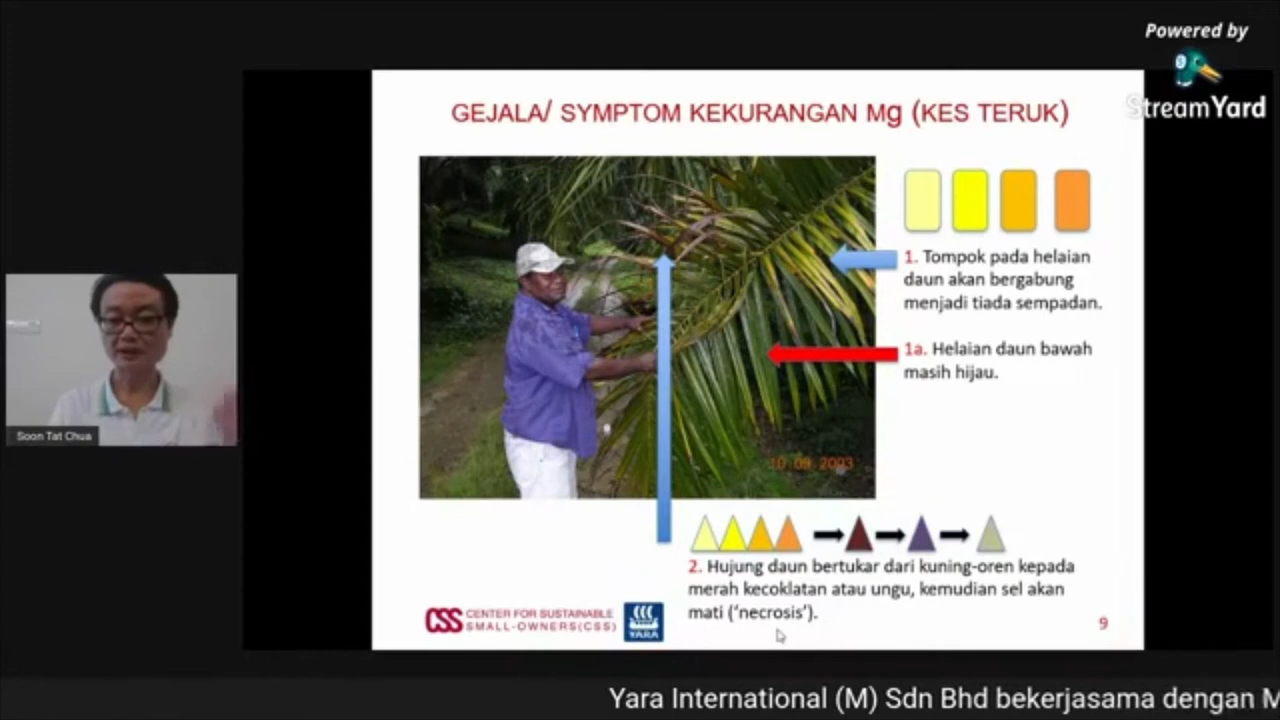 Powered by
StreamYard
GEJALA/ SYMPTOM KEKURANGAN Mg (KES TERUK)
1. Tompok pada helaian
daun akan bergabung
menjadi tiada sempadan.
1a. Helaian daun bawah
masih hijau.
10 09 2003
Soon Tat Chua
2. Hujung daun bertukar dari kuning-oren kepada
merah kecoklatan atau ungu, kemudian sel akan
mati (‘necrosis’).
CSS CENTER FOR SUSTAINABLE
SMALL-OWNERS(CSS)
YARA
9
Yara International (M) Sdn Bhd bekerjasama dengan M